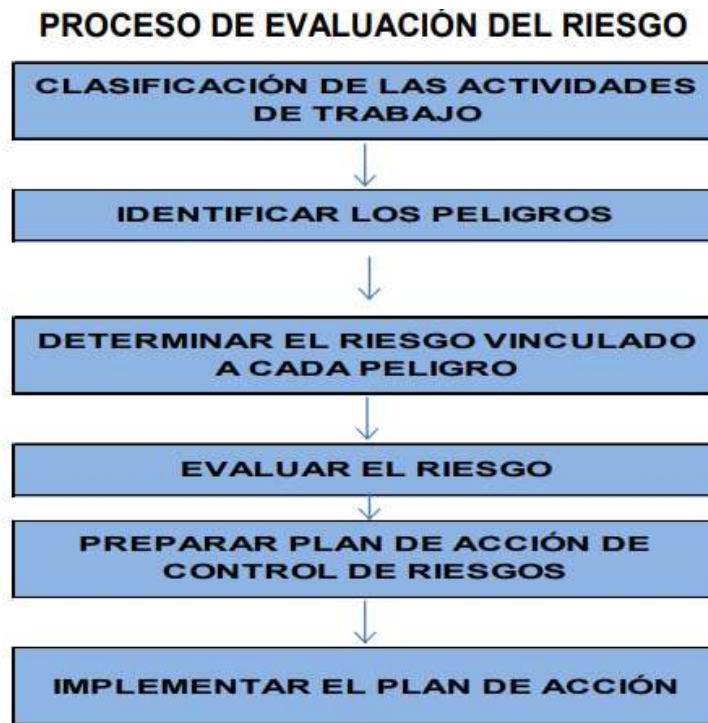 PROCESO DE EVALUACIÓN DEL RIESGO
CLASIFICACIÓN DE LAS ACTIVIDADES
DE TRABAJO
IDENTIFICAR LOS PELIGROS
DETERMINAR EL RIESGO VINCULADO
A CADA PELIGRO
EVALUAR EL RIESGO
PREPARAR PLAN DE ACCIÓN DE
CONTROL DE RIESGOS
IMPLEMENTAR EL PLAN DE ACCIÓN